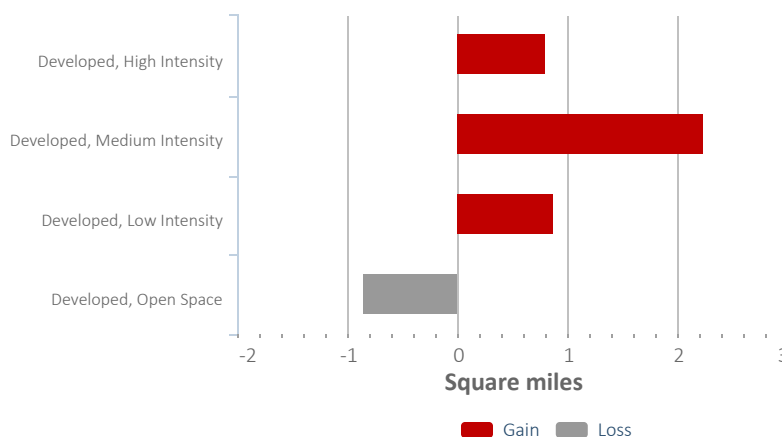 Developed, High Intensity
Developed, Medium Intensity
Developed, Low Intensity
Developed, Open Space
-2 -1 0 1 2 3
Square miles
Gain Loss